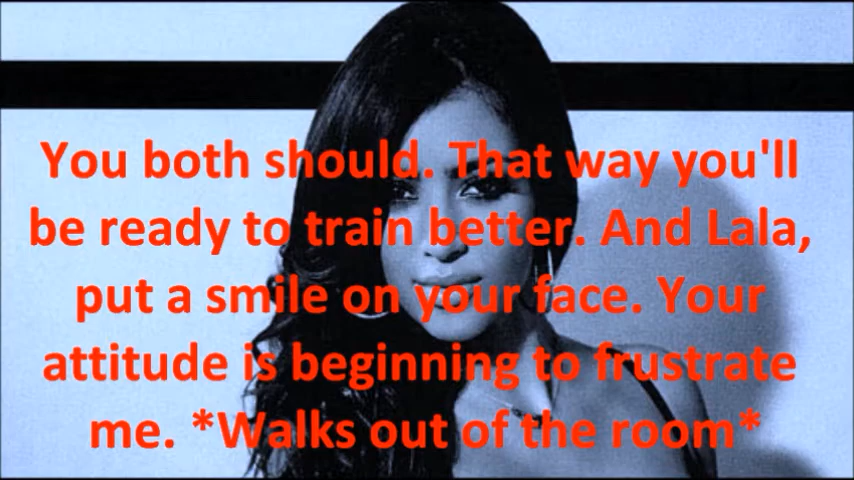 You both should. That way you'll
be ready to train better. And Lala,
put a smile on your face. Your
attitude is beginning to frustrate
me. *Walks out of the room*